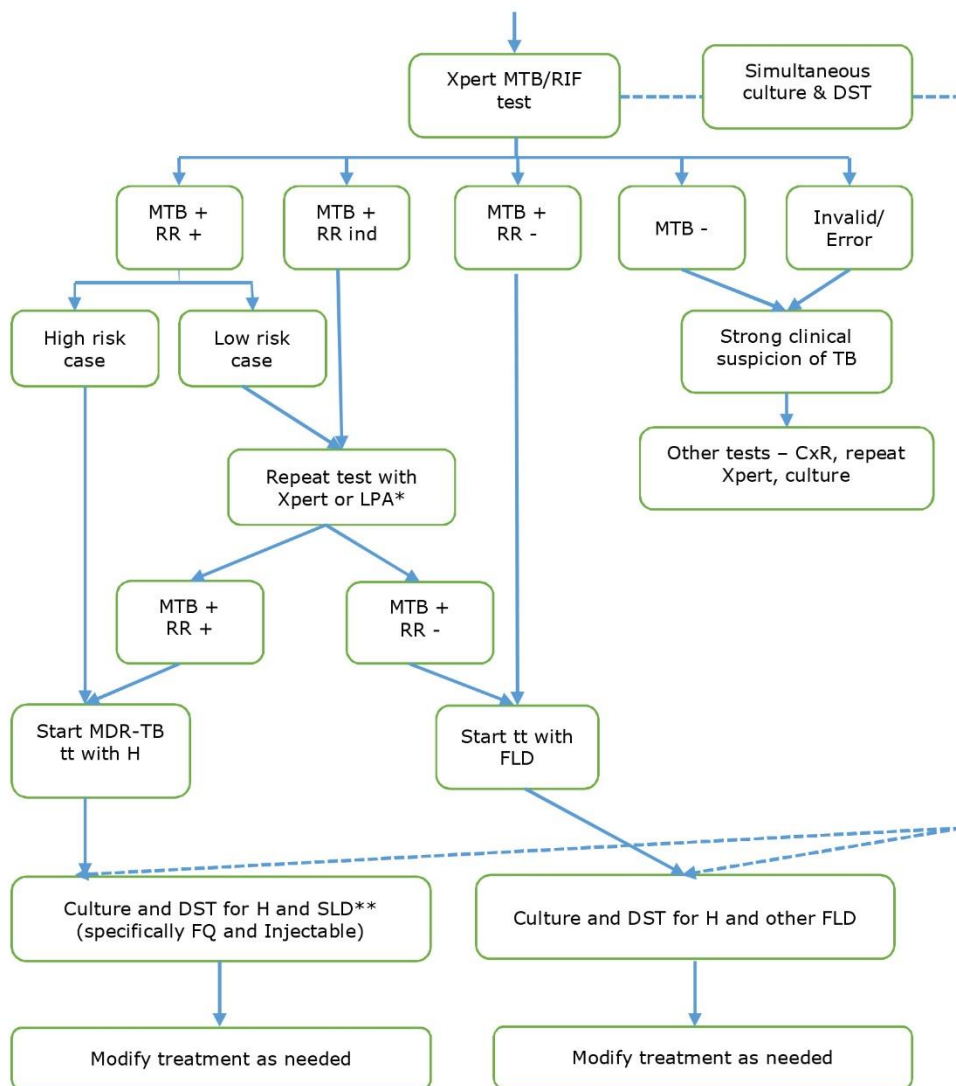 Xpert MTB/RIF
test
Simultaneous
culture & DST
MTB +
RR +
MTB +
RR ind
MTB +
RR -
MTB -
Invalid/
Error
High risk
case
Low risk
case
Strong clinical
suspicion of TB
Other tests – CxR, repeat
Xpert, culture
Repeat test with
Xpert or LPA*
MTB +
RR +
MTB +
RR -
Start MDR-TB
tt with H
Start tt with
FLD
Culture and DST for H and SLD**
(specifically FQ and Injectable)
Culture and DST for H and other FLD
Modify treatment as needed
Modify treatment as needed